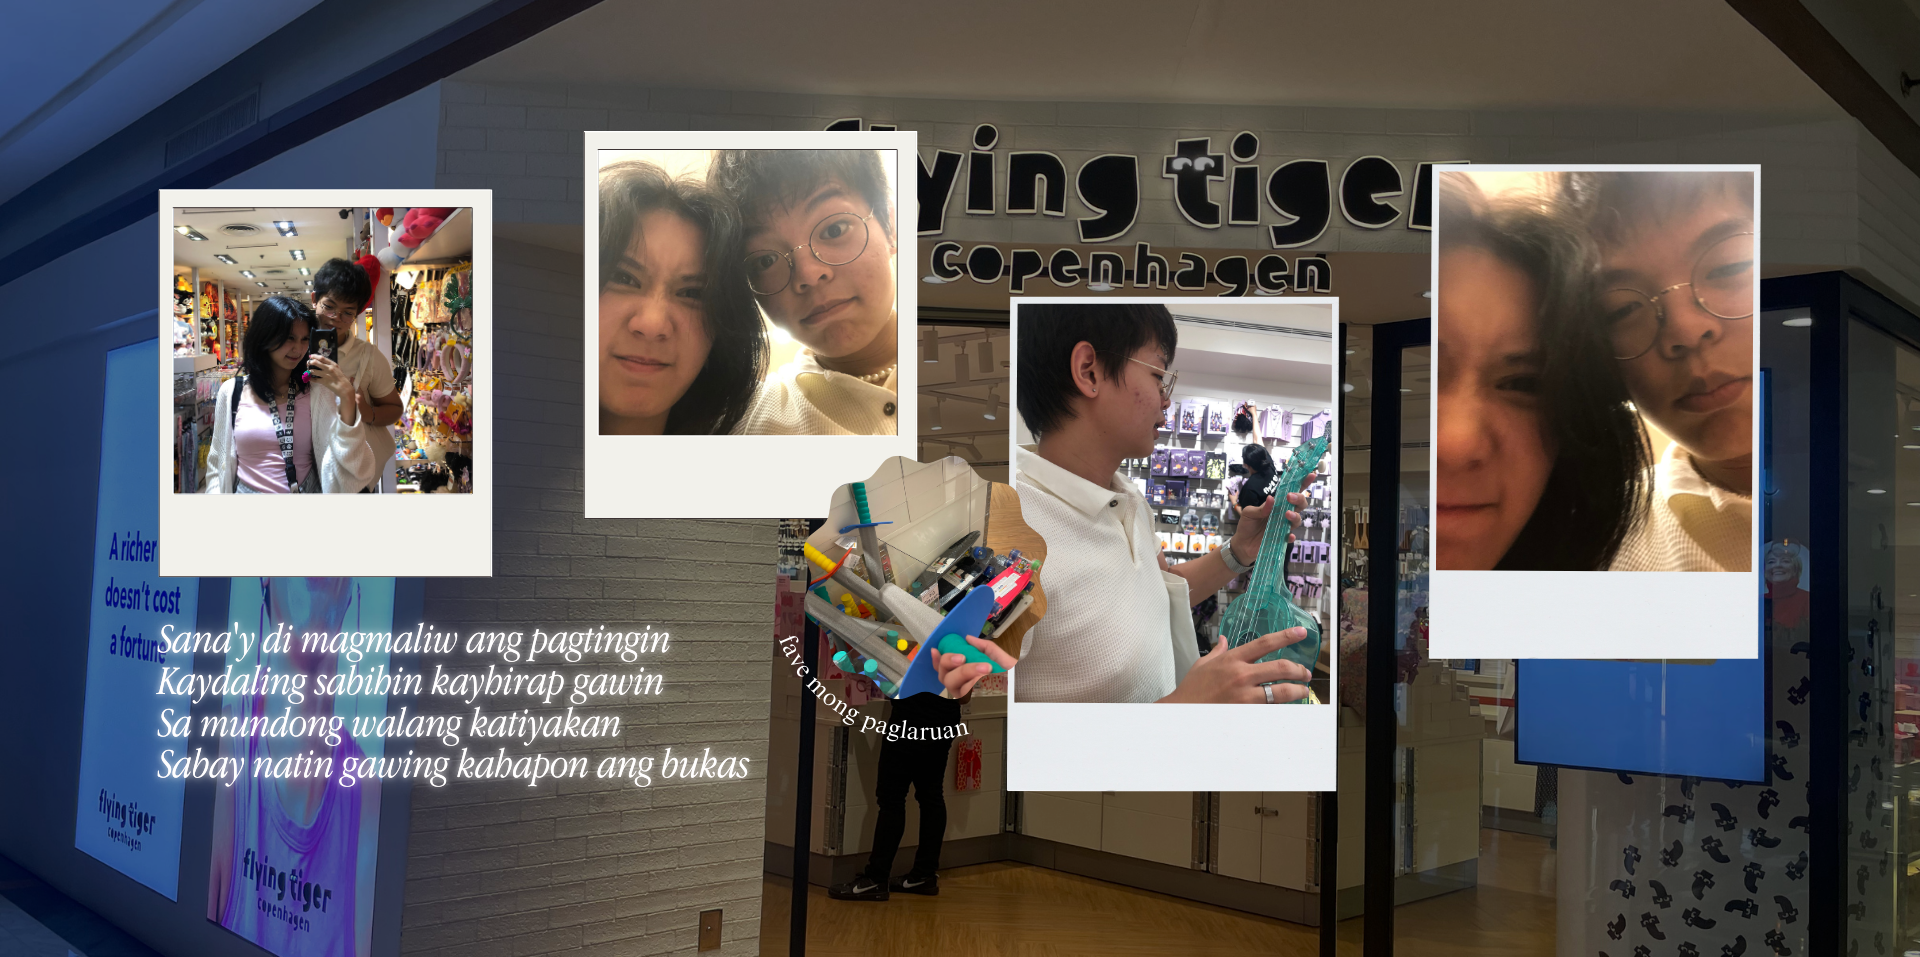 flying tiger
copenhagen
A richer
doesn't cost
a fortune
Sana'y di magmaliw ang pagtingin
Kaydaling sabihin kayhirap gawin
Sa mundong walang katiyakan
Sabay natin gawing kahapon ang bukas
fave mong paglaruan
flying tiger
copenhagen
flying tiger
copenhagen